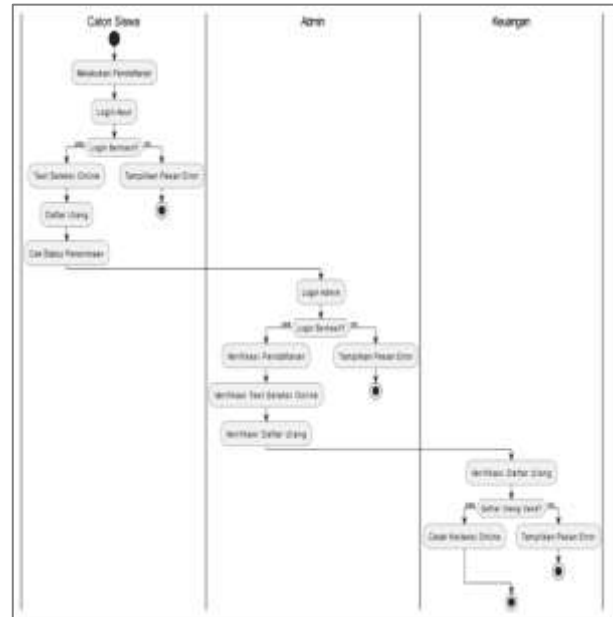 Calon Siswa
Admin
Keuangan
Melakukan Pendaftaran
Login Akun
Login Berhasil?
Test Seleksi Online
Tampilkan Pesan Error
Daftar Ulang
Cek Status Penerimaan
Login Admin
Login Berhasil?
Verifikasi Pendaftaran
Tampilkan Pesan Error
Verifikasi Test Seleksi Online
Verifikasi Daftar Ulang
Verifikasi Daftar Ulang
Daftar Ulang Valid?
Cetak Online
Tampilkan Pesan Error